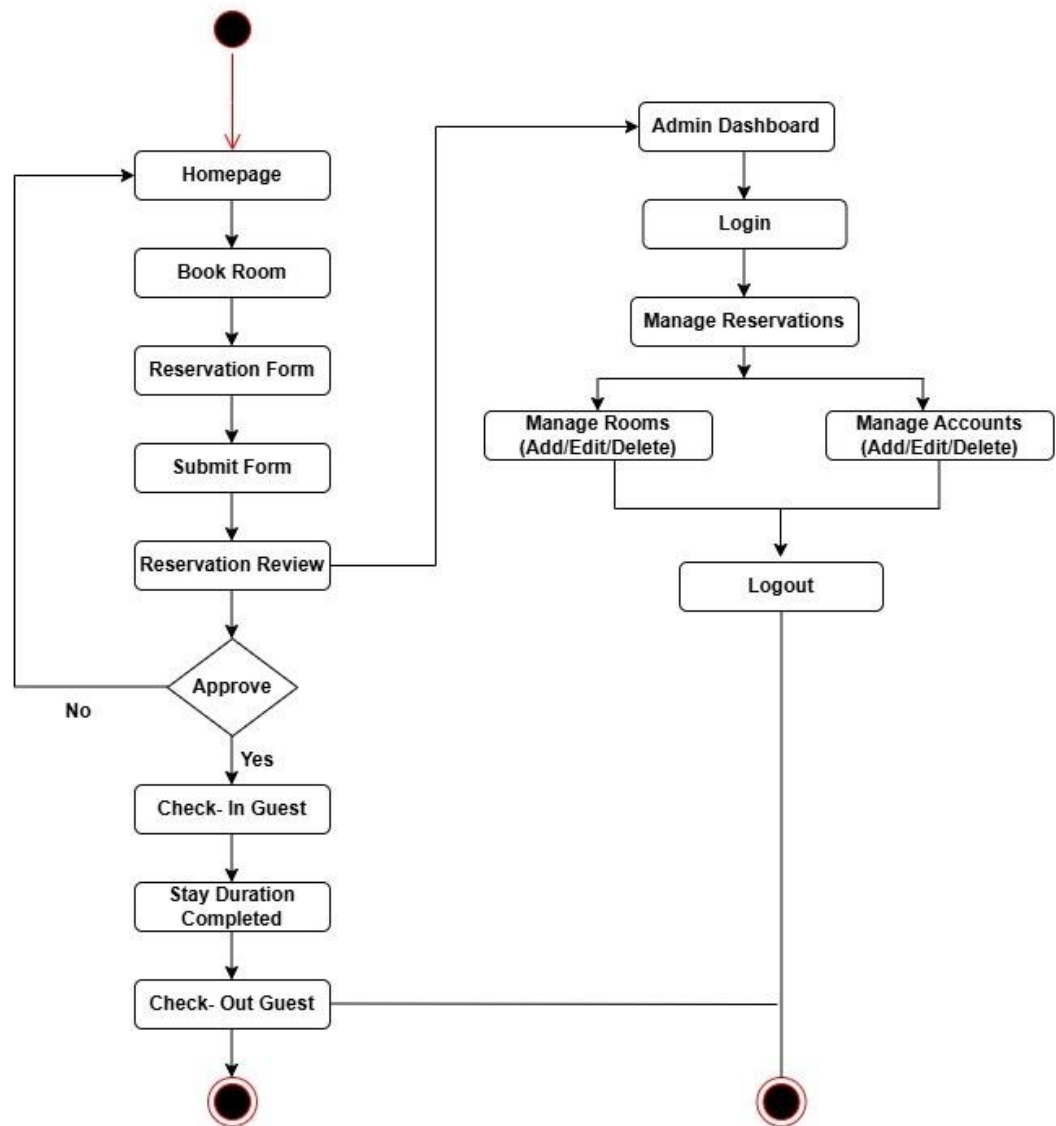 Homepage
Book Room
Reservation Form
Submit Form
Reservation Review
Approve
No
Yes
Check- In Guest
Stay Duration
Completed
Check- Out Guest
Admin Dashboard
Login
Manage Reservations
Manage Rooms
(Add/Edit/Delete)
Manage Accounts
(Add/Edit/Delete)
Logout